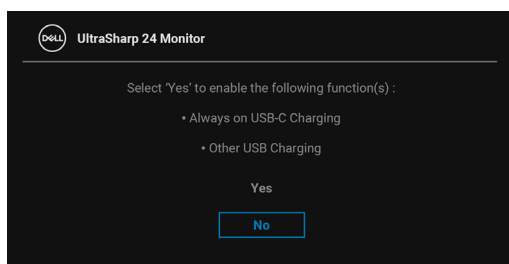 DELL
UltraSharp 24 Monitor
Select 'Yes' to enable the following function(s) :
• Always on USB-C Charging
• Other USB Charging
Yes
No